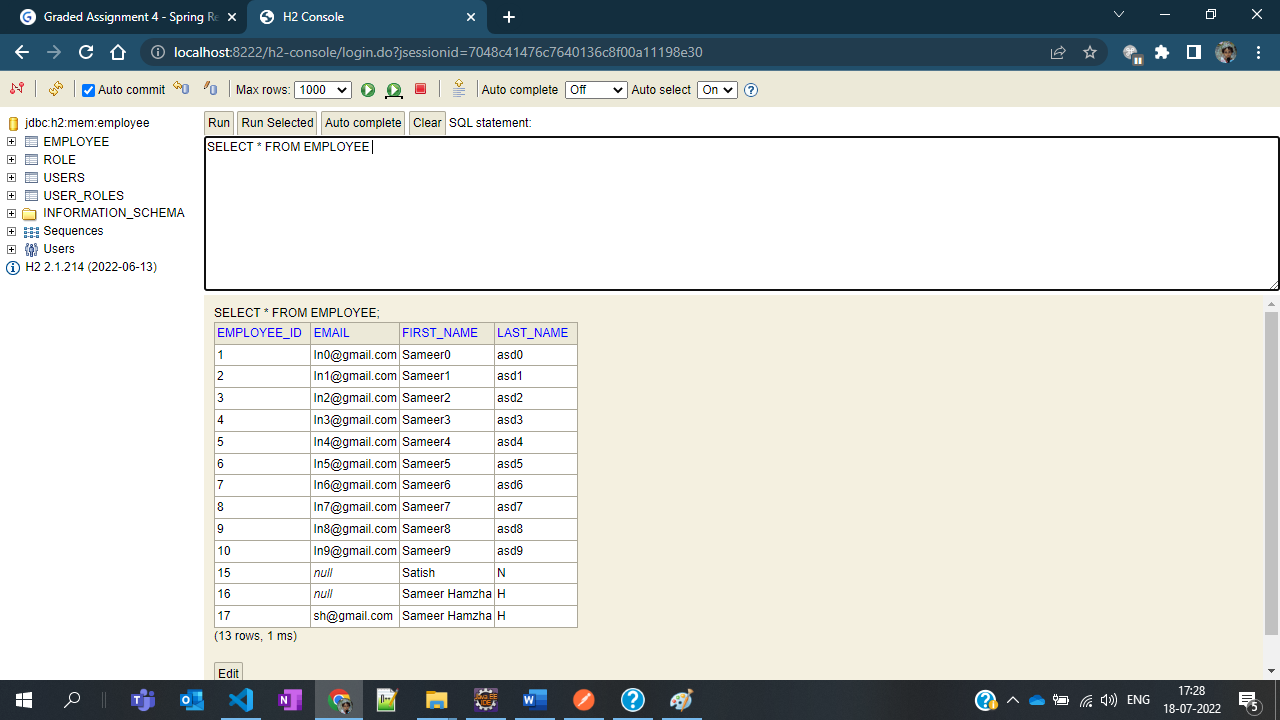 Graded Assignment 4 - Spring Re
H2 Console
localhost:8222/h2-console/login.do?jsessionid=7048c41476c7640136c8f00a11198e30
Auto commit Max rows: 1000 Auto complete Off Auto select On
jdbc:h2:mem:employee
EMPLOYEE
ROLE
USERS
USER_ROLES
INFORMATION_SCHEMA
Sequences
Users
H2 2.1.214 (2022-06-13)
Run Run Selected Auto complete Clear SQL statement:
SELECT * FROM EMPLOYEE
SELECT * FROM EMPLOYEE;
EMPLOYEE_ID EMAIL FIRST_NAME LAST_NAME
1 ln0@gmail.com Sameer0 asd0
2 ln1@gmail.com Sameer1 asd1
3 ln2@gmail.com Sameer2 asd2
4 ln3@gmail.com Sameer3 asd3
5 ln4@gmail.com Sameer4 asd4
6 ln5@gmail.com Sameer5 asd5
7 ln6@gmail.com Sameer6 asd6
8 ln7@gmail.com Sameer7 asd7
9 ln8@gmail.com Sameer8 asd8
10 ln9@gmail.com Sameer9 asd9
15 null Satish N
16 null Sameer Hamzha H
17 sh@gmail.com Sameer Hamzha H
(13 rows, 1 ms)
Edit
ENG
17:28
18-07-2022
5